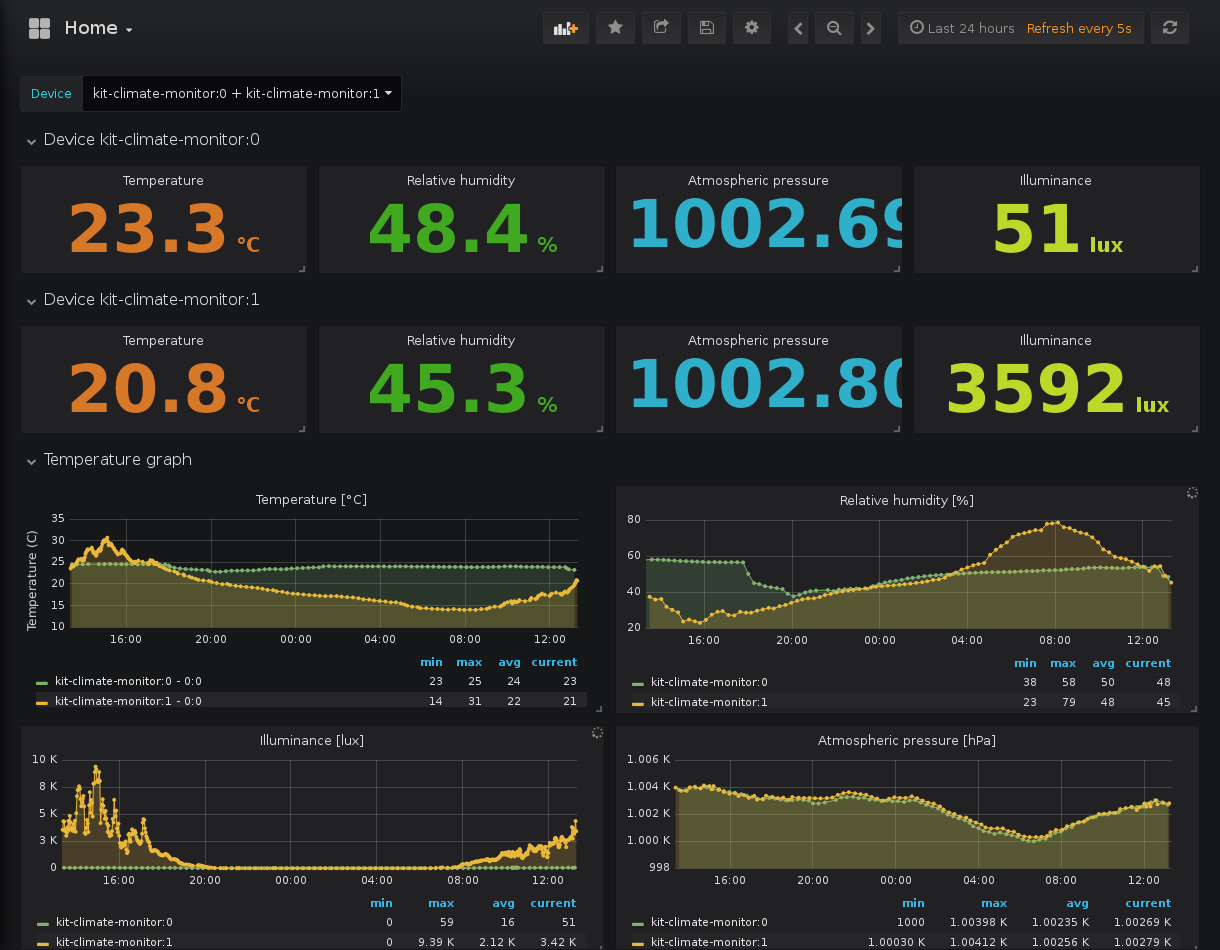 Home
Last 24 hours Refresh every 5s
Device kit-climate-monitor:0 + kit-climate-monitor:1
Device kit-climate-monitor:0
Temperature Relative humidity Atmospheric pressure Illuminance
23.3 °C 48.4 % 1002.69 51 lux
Device kit-climate-monitor:1
Temperature Relative humidity Atmospheric pressure Illuminance
20.8 °C 45.3 % 1002.80 3592 lux
Temperature graph
Temperature [°C]
Temperature (C)
35
30
25
20
15
10
16:00 20:00 00:00 04:00 08:00 12:00
min max avg current
kit-climate-monitor:0 - 0:0 23 25 24 23
kit-climate-monitor:1 - 0:0 14 31 22 21
Relative humidity [%]
80
60
40
20
16:00 20:00 00:00 04:00 08:00 12:00
min max avg current
kit-climate-monitor:0 38 58 50 48
kit-climate-monitor:1 23 79 48 45
Illuminance [lux]
10 K
8 K
5 K
3 K
0
16:00 20:00 00:00 04:00 08:00 12:00
min max avg current
kit-climate-monitor:0 0 59 16 51
kit-climate-monitor:1 0 9.39 K 2.12 K 3.42 K
Atmospheric pressure [hPa]
1.006 K
1.004 K
1.002 K
1.000 K
998
16:00 20:00 00:00 04:00 08:00 12:00
min max avg current
kit-climate-monitor:0 1000 1.00398 K 1.00235 K 1.00269 K
kit-climate-monitor:1 1.00030 K 1.00412 K 1.00256 K 1.00279 K